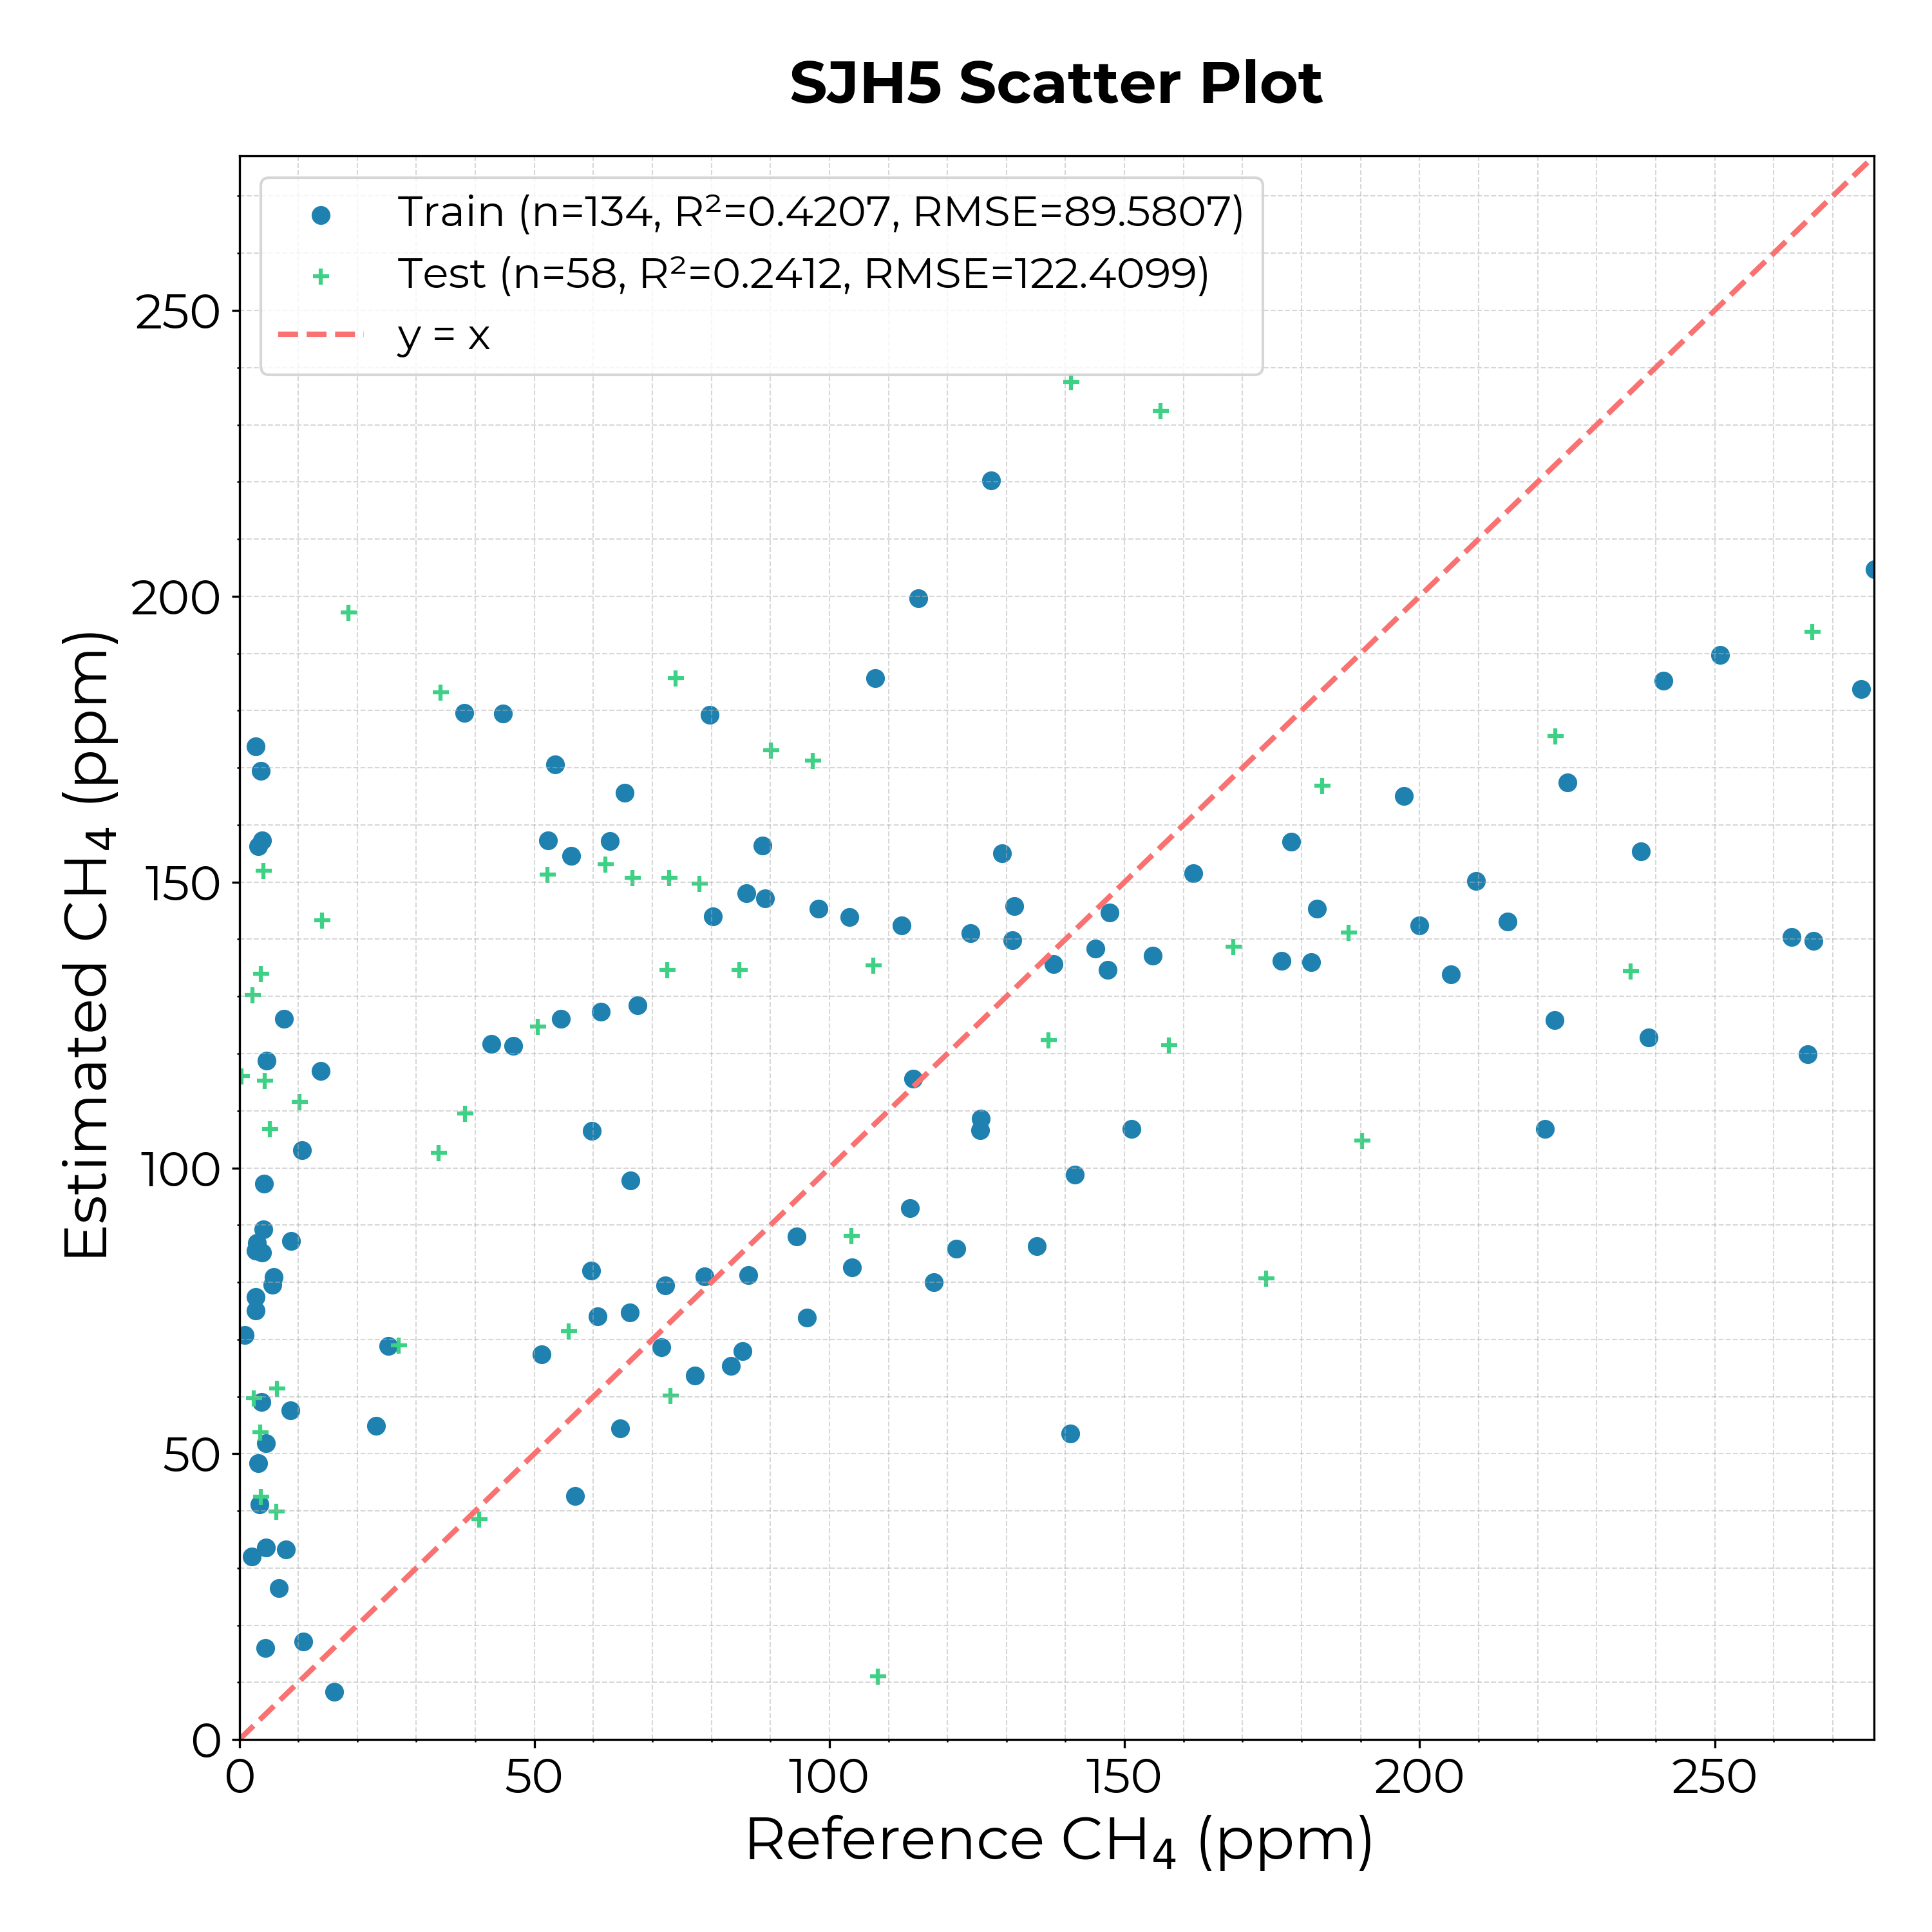 SJH5 Scatter Plot
Train (n=134, R²=0.4207, RMSE=89.5807)
Test (n=58, R²=0.2412, RMSE=122.4099)
y = x
250
200
150
100
50
0
0 50 100 150 200 250
Estimated CH₄ (ppm)
Reference CH₄ (ppm)